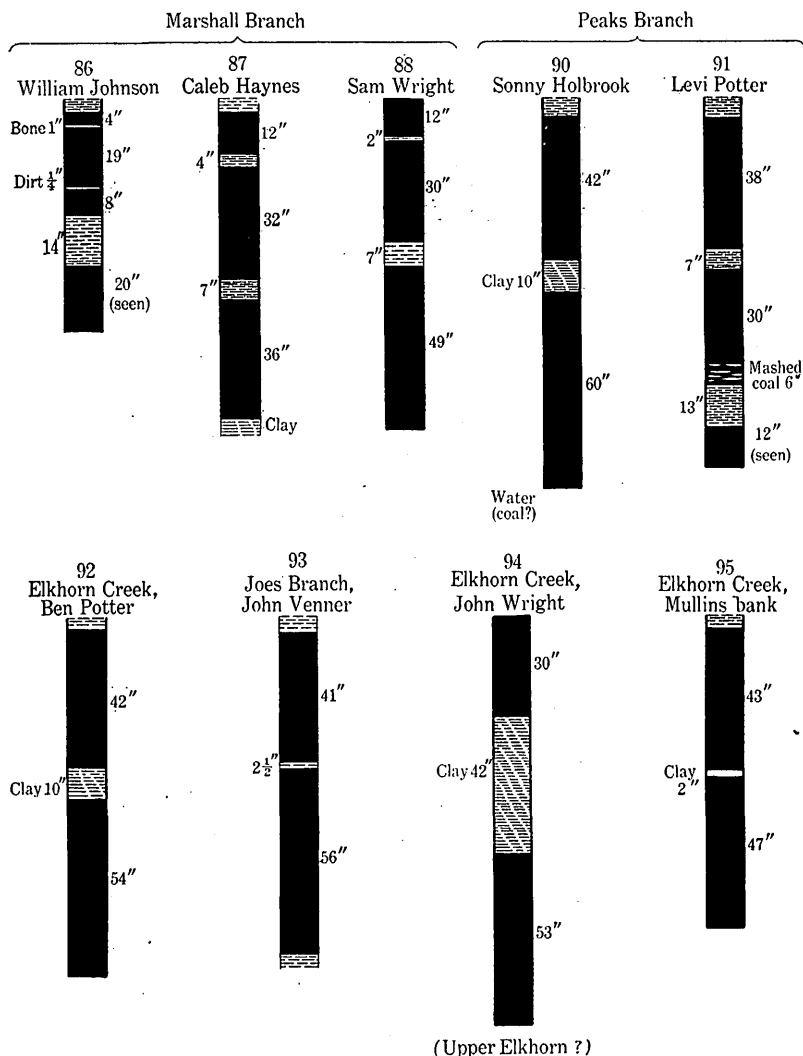 Marshall Branch
86
William Johnson
Bone 1"
4"
19"
Dirt ¼"
8"
14"
20"
(seen)
87
Caleb Haynes
12"
4"
32"
7"
36"
Clay
88
Sam Wright
12"
2"
30"
7"
49"
Peaks Branch
90
Sonny Holbrook
42"
Clay 10"
60"
Water
(coal?)
91
Levi Potter
38"
7"
30"
Mashed
coal 6"
13"
12"
(seen)
92
Elkhorn Creek,
Ben Potter
42"
Clay 10"
54"
93
Joes Branch,
John Venner
41"
2½"
56"
94
Elkhorn Creek,
John Wright
30"
Clay 42"
53"
(Upper Elkhorn ?)
95
Elkhorn Creek,
Mullins bank
43"
Clay
2"
47"